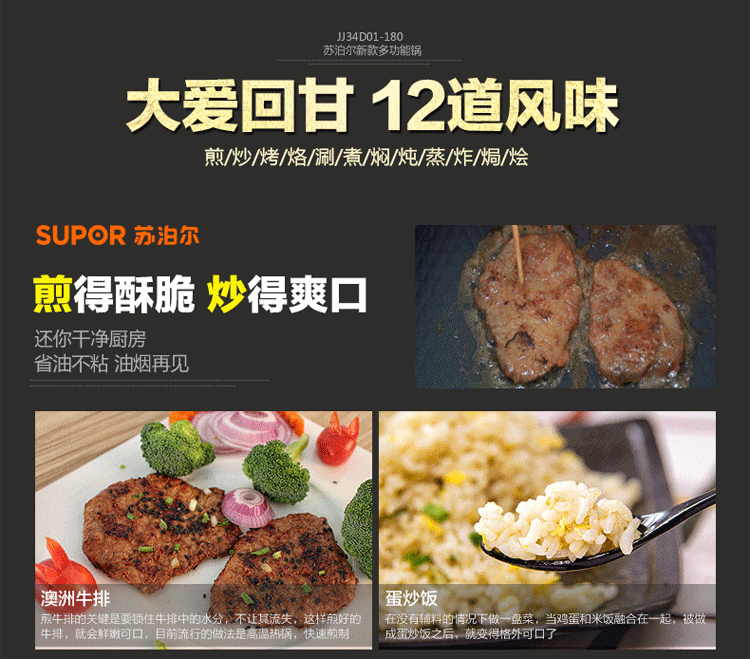 JJ34D01-180
苏泊尔新款多功能锅
大爱回甘 12道风味
煎/炒/烤/烙/涮/煮/焖/炖/蒸/炸/焗/烩
SUPOR 苏泊尔
煎得酥脆 炒得爽口
还你干净厨房
省油不粘 油烟再见
澳洲牛排
煎牛排的关键是要锁住牛排中的水分，不让其流失，这样煎好的
牛排，就会鲜嫩可口，目前流行的做法是高温热锅，快速煎制
蛋炒饭
在没有辅料的情况下做一盘菜，当鸡蛋和米饭融合在一起，被做
成蛋炒饭之后，就变得格外可口了